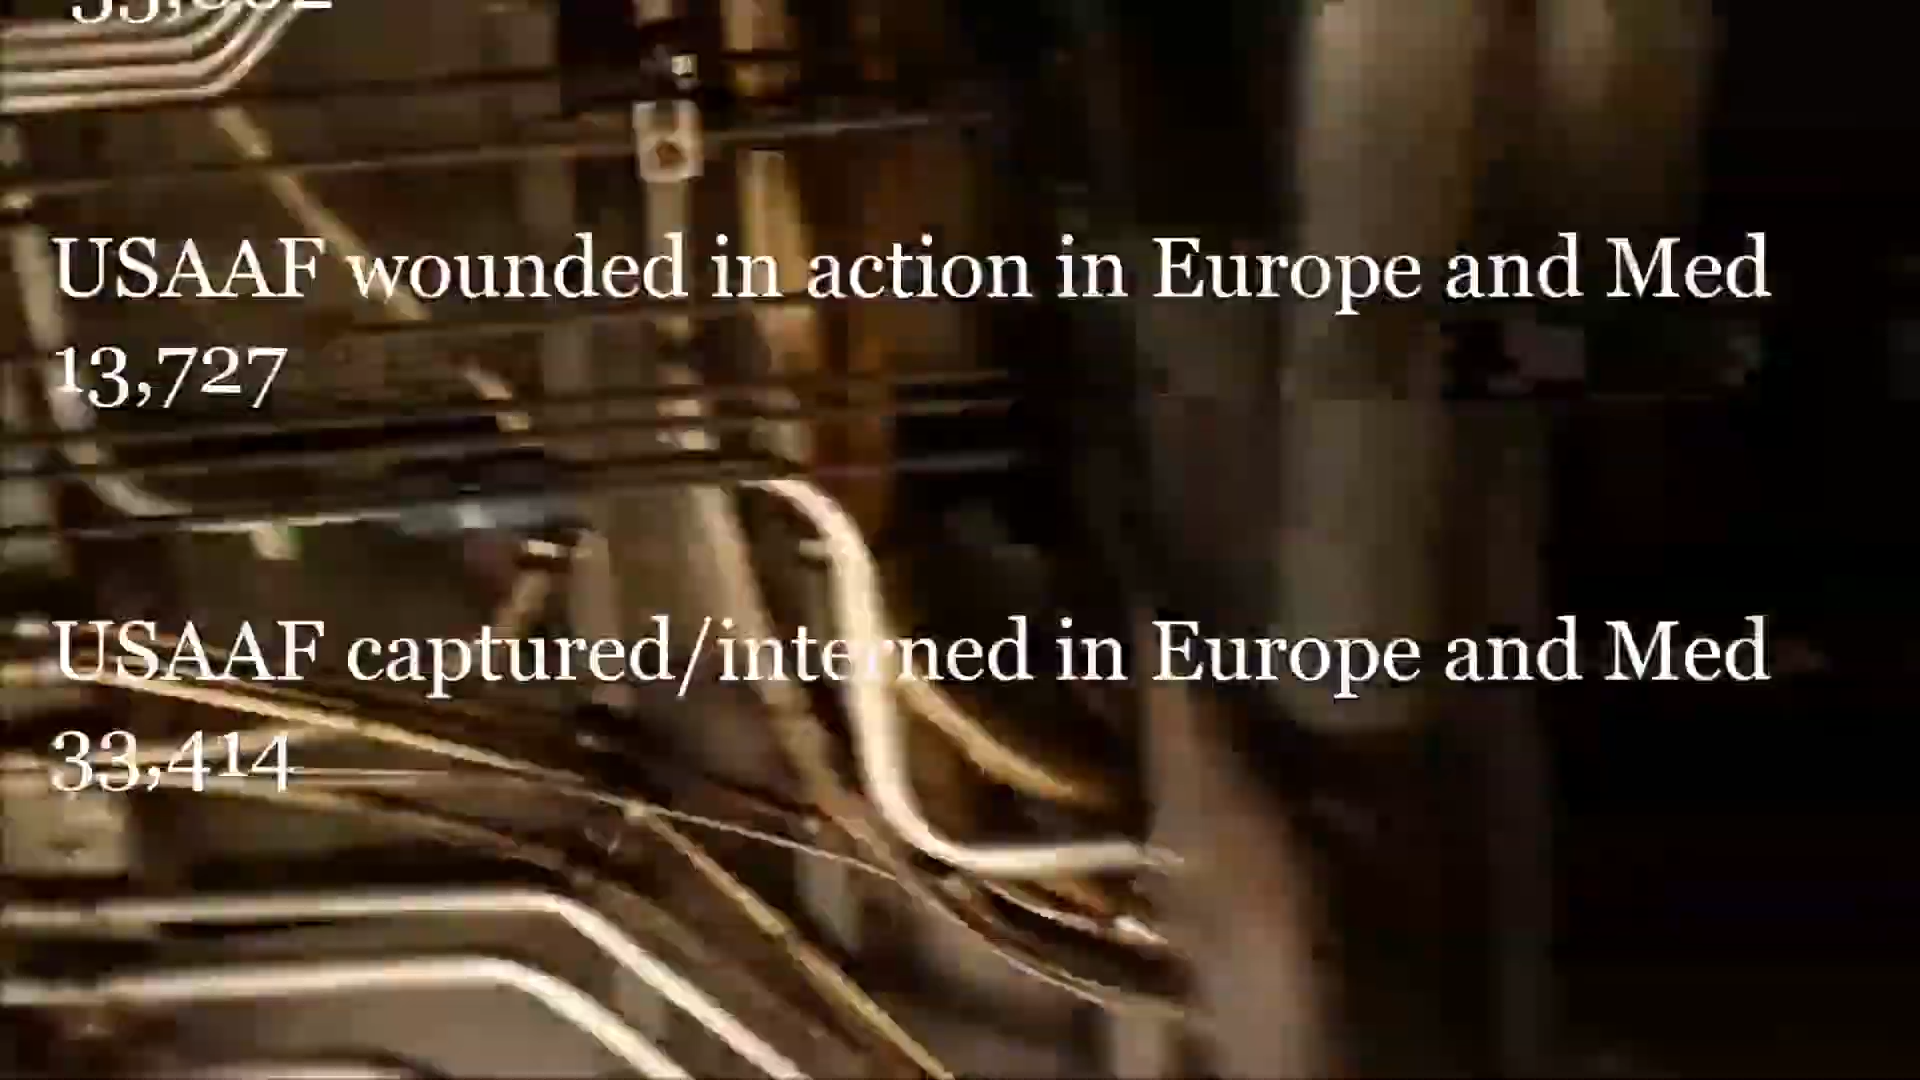 USAAF wounded in action in Europe and Med
13,727
USAAF captured/interned in Europe and Med
33,414